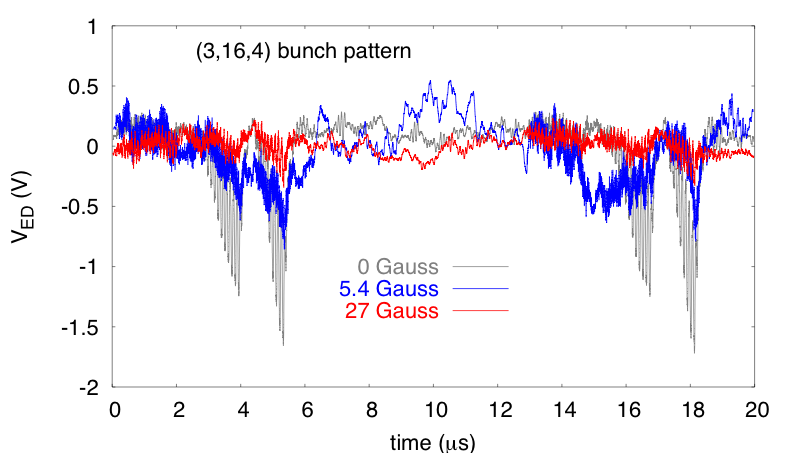 (3,16,4) bunch pattern
1
0.5
0
-0.5
-1
-1.5
-2
V_ED (V)
0 Gauss
5.4 Gauss
27 Gauss
0 2 4 6 8 10 12 14 16 18 20
time (μs)